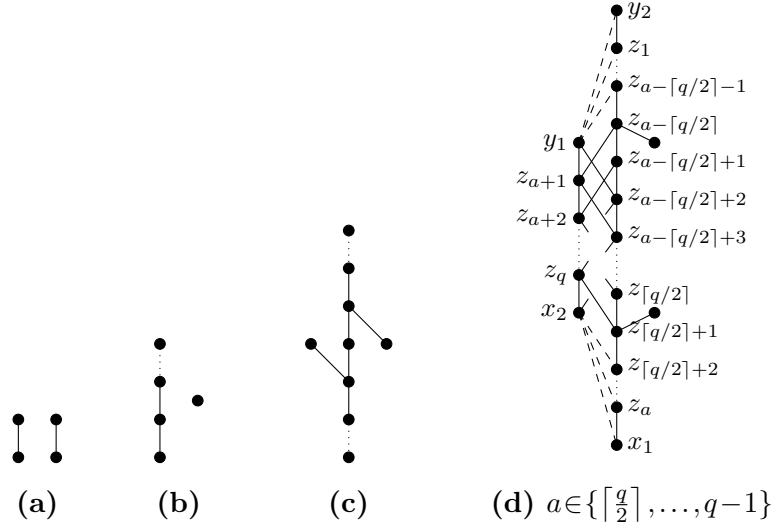 y₂
z₁
z_{a−⌈q/2⌉−1}
z_{a−⌈q/2⌉}
y₁
z_{a−⌈q/2⌉+1}
z_{a+1}
z_{a−⌈q/2⌉+2}
z_{a+2}
z_{a−⌈q/2⌉+3}
z_q
z_{⌈q/2⌉}
x₂
z_{⌈q/2⌉+1}
z_{⌈q/2⌉+2}
z_a
x₁
(a) (b) (c) (d) a∈{⌈q/2⌉,…,q−1}